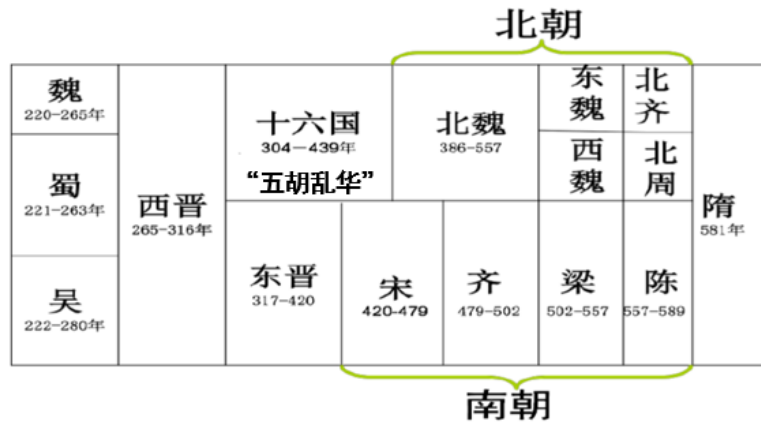 北朝
魏
220-265年
蜀
221-263年
吴
222-280年
西晋
265-316年
十六国
304—439年
“五胡乱华”
东晋
317-420
北魏
386-557
东魏
西魏
北齐
北周
宋
420-479
齐
479-502
梁
502-557
陈
557-589
隋
581年
南朝